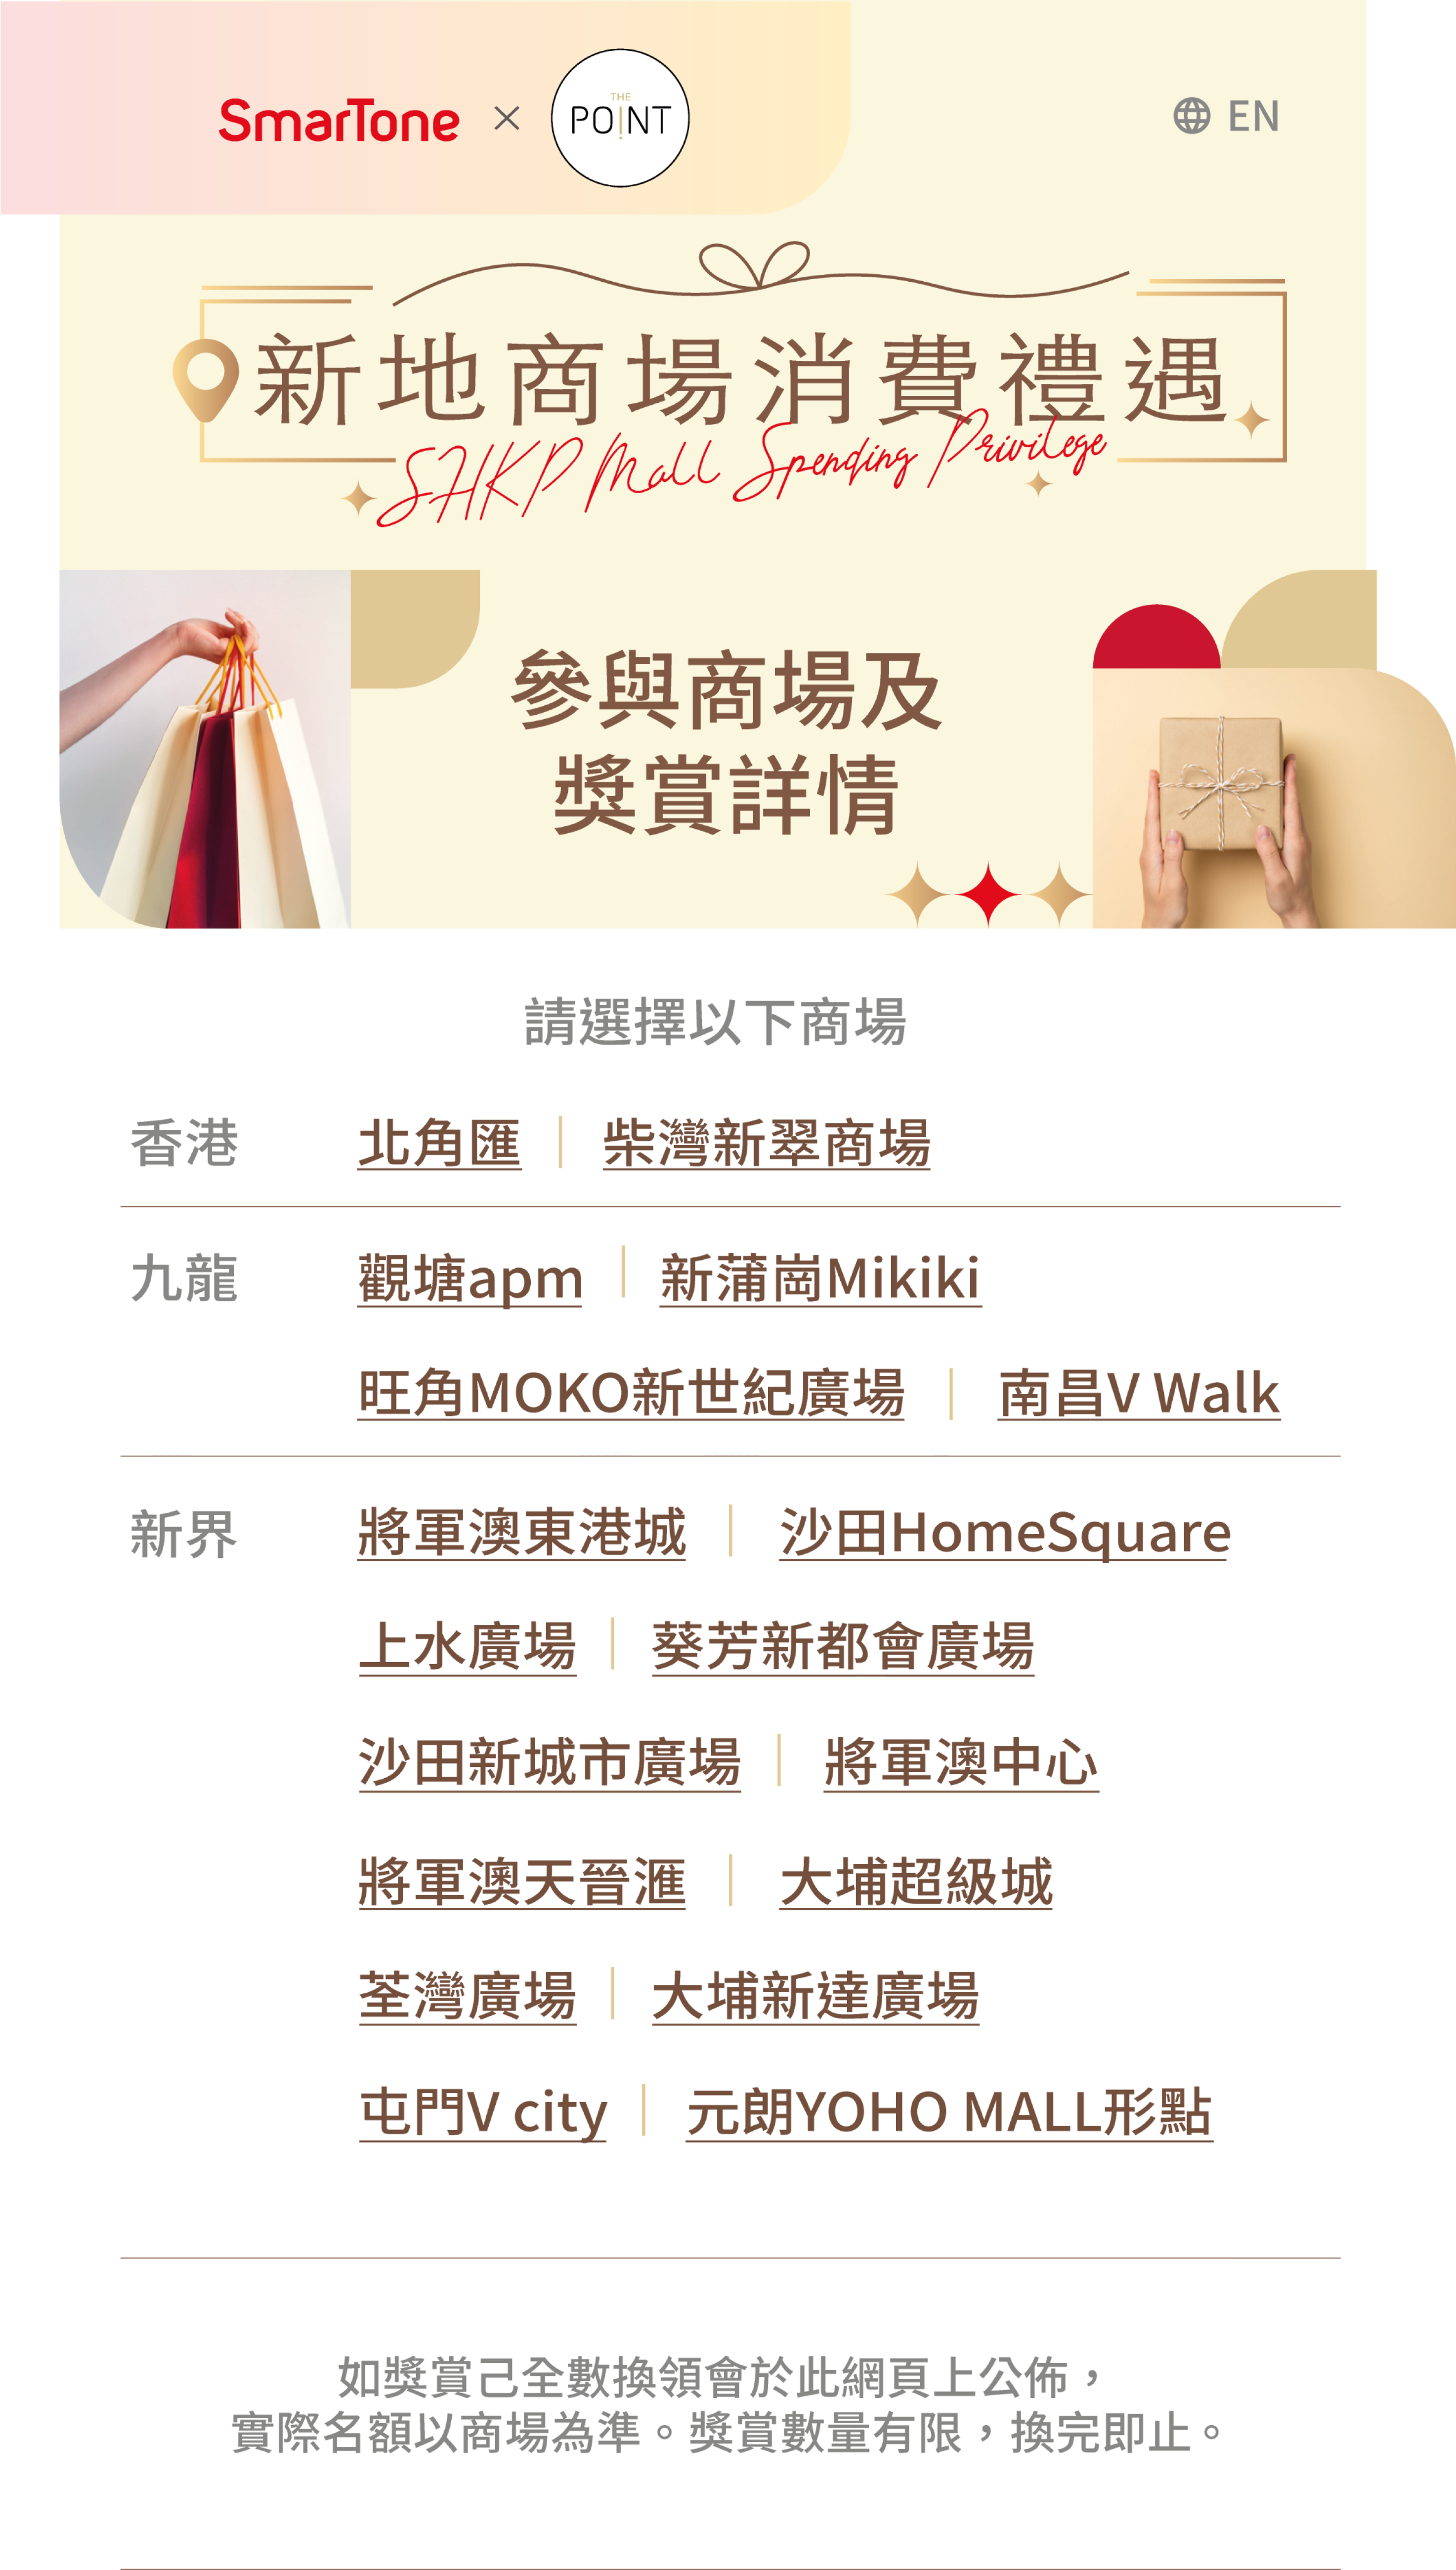 SmarTone × THE PO!NT
EN
新地商場消費禮遇
SHKP Mall Spending Privilege
參與商場及
獎賞詳情
請選擇以下商場
香港 北角匯 | 柴灣新翠商場
九龍 觀塘apm | 新蒲崗Mikiki
旺角MOKO新世紀廣場 | 南昌V Walk
新界 將軍澳東港城 | 沙田HomeSquare
上水廣場 | 葵芳新都會廣場
沙田新城市廣場 | 將軍澳中心
將軍澳天晉滙 | 大埔超級城
荃灣廣場 | 大埔新達廣場
屯門V city | 元朗YOHO MALL形點
如獎賞己全數換領會於此網頁上公佈，
實際名額以商場為準。獎賞數量有限，換完即止。